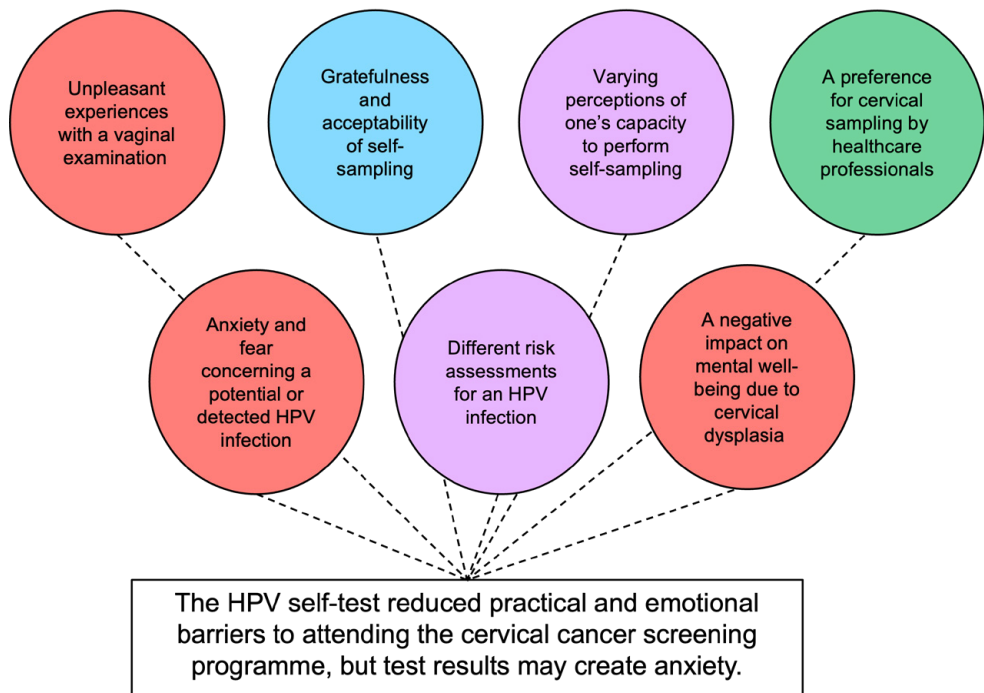 Unpleasant
experiences
with a vaginal
examination
Gratefulness
and
acceptability
of self-
sampling
Varying
perceptions of
one’s capacity
to perform
self-sampling
A preference
for cervical
sampling by
healthcare
professionals
Anxiety and
fear
concerning a
potential or
detected HPV
infection
Different risk
assessments
for an HPV
infection
A negative
impact on
mental well-
being due to
cervical
dysplasia
The HPV self-test reduced practical and emotional
barriers to attending the cervical cancer screening
programme, but test results may create anxiety.